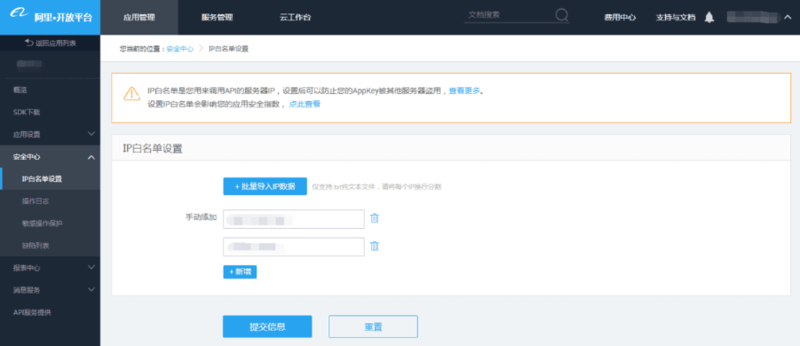 阿里·开放平台
应用管理
服务管理
云工作台
文档搜索
费用中心
支持与文档
返回应用列表
概览
SDK下载
应用设置
安全中心
IP白名单设置
操作日志
敏感操作保护
报表中心
消息服务
API服务提供
您当前的位置：安全中心 > IP白名单设置
IP白名单是您用来调用API的服务器IP，设置后可以防止您的AppKey被其他服务器盗用，查看更多。
设置IP白名单会影响您的应用安全指数，点此查看
IP白名单设置
+ 批量导入IP数据 仅支持.txt纯文本文件，请将每个IP换行分割
手动添加
+ 新增
提交信息
重置